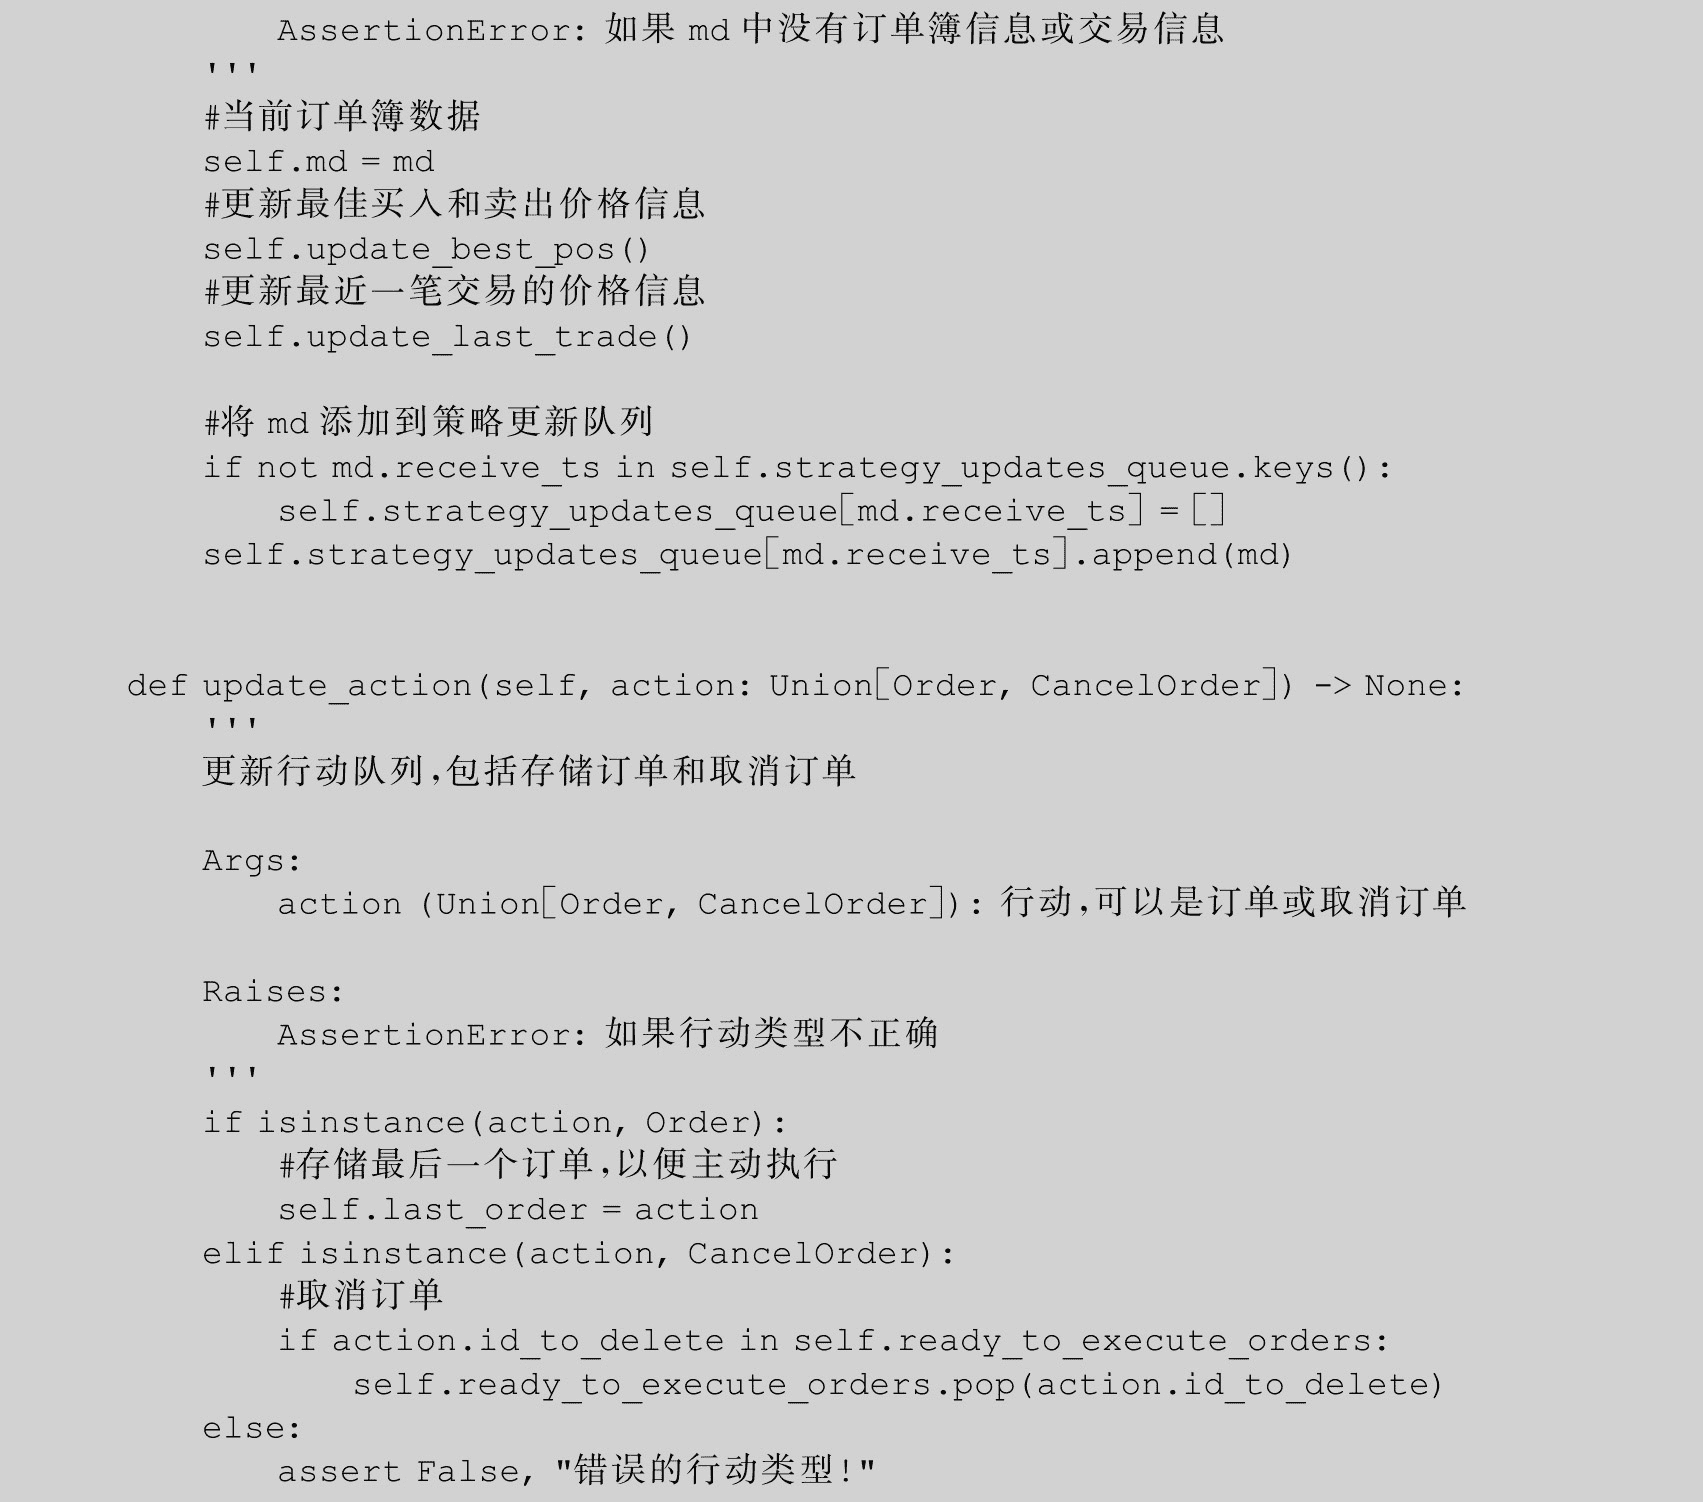 AssertionError: 如果 md 中没有订单簿信息或交易信息
    '''
    #当前订单簿数据
    self.md = md
    #更新最佳买入和卖出价格信息
    self.update_best_pos()
    #更新最近一笔交易的价格信息
    self.update_last_trade()

    #将 md 添加到策略更新队列
    if not md.receive_ts in self.strategy_updates_queue.keys():
        self.strategy_updates_queue[md.receive_ts] = []
    self.strategy_updates_queue[md.receive_ts].append(md)


def update_action(self, action: Union[Order, CancelOrder]) -> None:
    '''
    更新行动队列,包括存储订单和取消订单

    Args:
        action (Union[Order, CancelOrder]): 行动,可以是订单或取消订单

    Raises:
        AssertionError: 如果行动类型不正确
    '''
    if isinstance(action, Order):
        #存储最后一个订单,以便主动执行
        self.last_order = action
    elif isinstance(action, CancelOrder):
        #取消订单
        if action.id_to_delete in self.ready_to_execute_orders:
            self.ready_to_execute_orders.pop(action.id_to_delete)
    else:
        assert False, "错误的行动类型!"